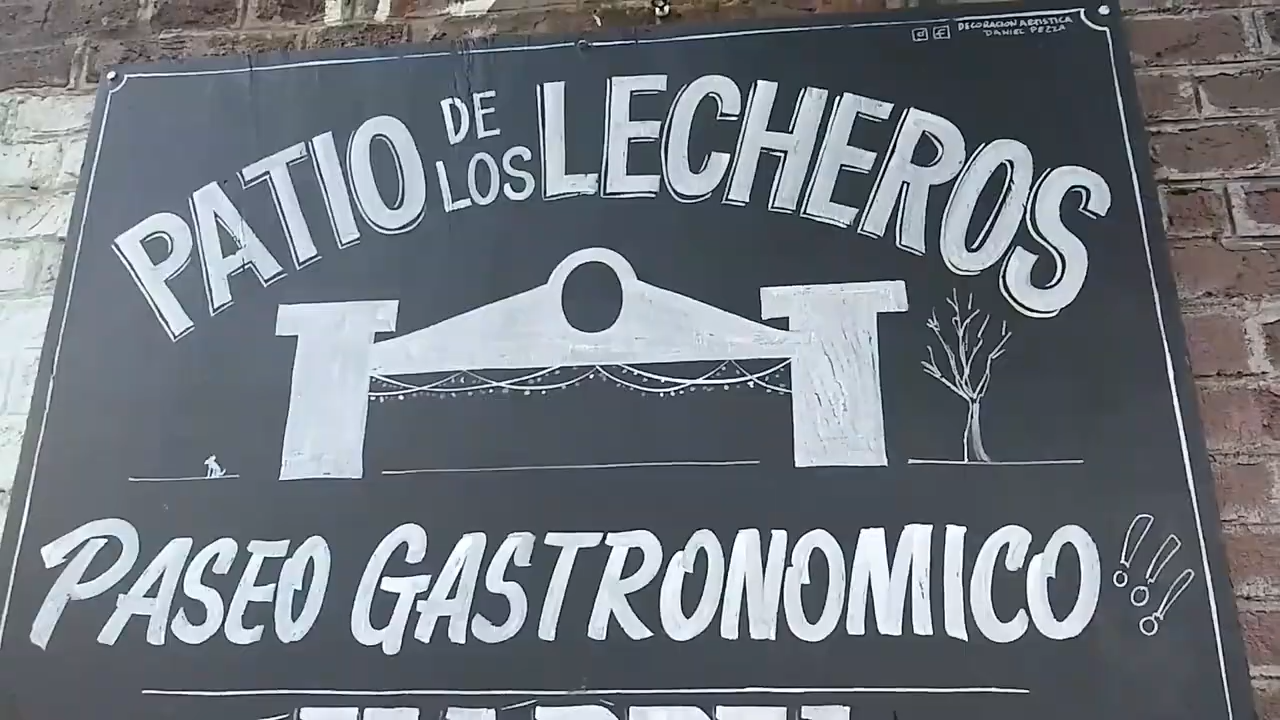 DECORACION ARTISTICA
DANIEL PEZZA
PATIO DE LOS LECHEROS
PASEO GASTRONOMICO!!!